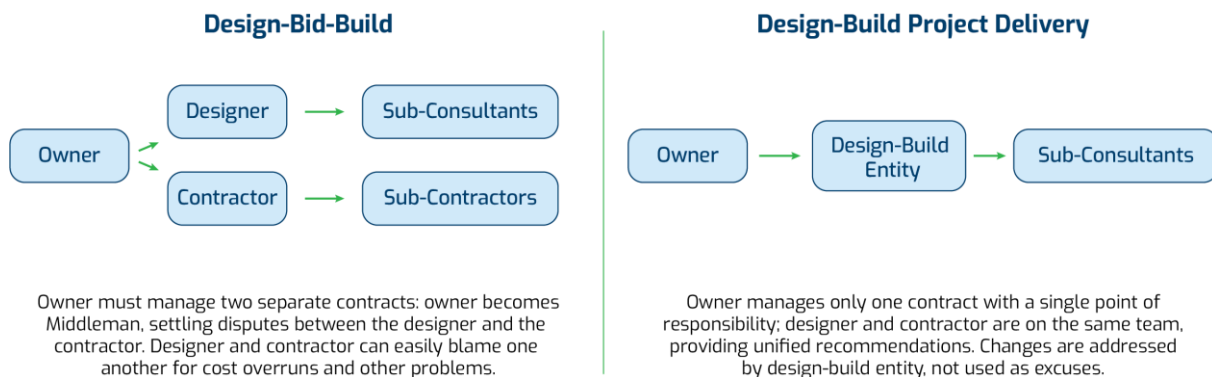 Design-Bid-Build
Owner
Designer
Sub-Consultants
Contractor
Sub-Contractors
Owner must manage two separate contracts: owner becomes
Middleman, settling disputes between the designer and the
contractor. Designer and contractor can easily blame one
another for cost overruns and other problems.
Design-Build Project Delivery
Owner
Design-Build
Entity
Sub-Consultants
Owner manages only one contract with a single point of
responsibility; designer and contractor are on the same team,
providing unified recommendations. Changes are addressed
by design-build entity, not used as excuses.